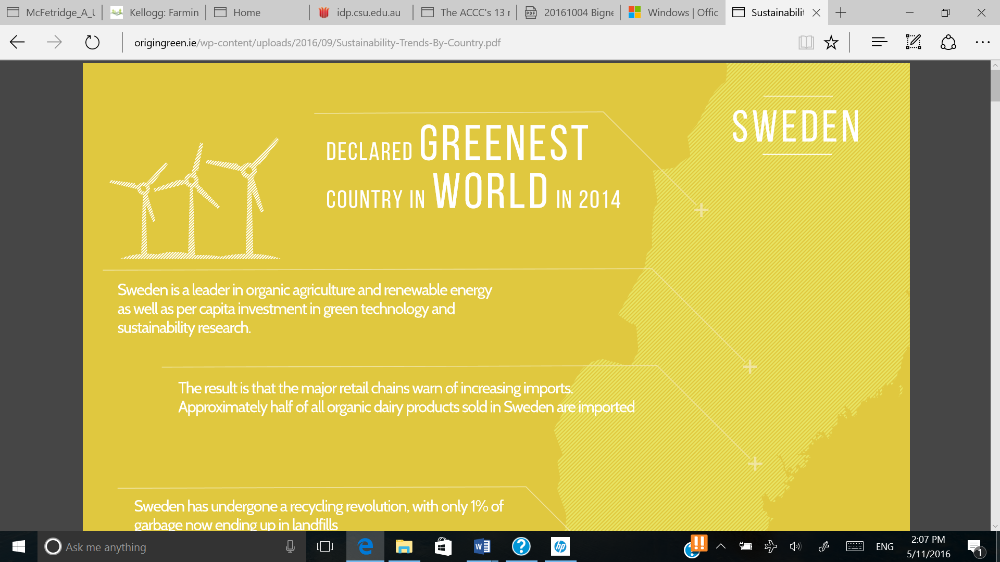 McFetridge_A_
Kellogg: Farmin
Home
idp.csu.edu.au
The ACCC's 13
20161004 Bigne
Windows | Offic
Sustainabili
origingreen.ie/wp-content/uploads/2016/09/Sustainability-Trends-By-Country.pdf
SWEDEN
DECLARED GREENEST
COUNTRY IN WORLD IN 2014
Sweden is a leader in organic agriculture and renewable energy
as well as per capita investment in green technology and
sustainability research.
The result is that the major retail chains warn of increasing imports.
Approximately half of all organic dairy products sold in Sweden are imported
Sweden has undergone a recycling revolution, with only 1% of
garbage now ending up in landfills
Ask me anything
ENG
2:07 PM
5/11/2016
1